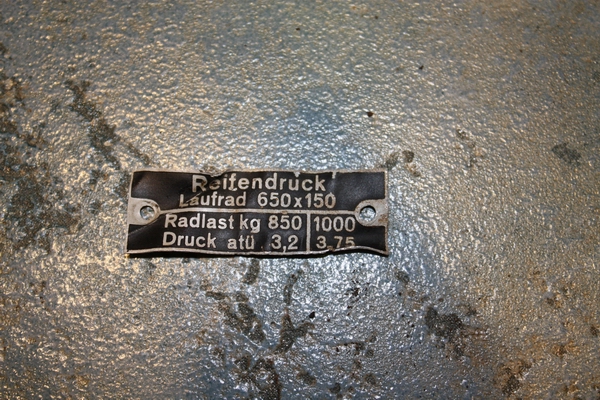 Reifendruck
Laufrad 650x150
Radlast kg 850 1000
Druck atü 3,2 3,75